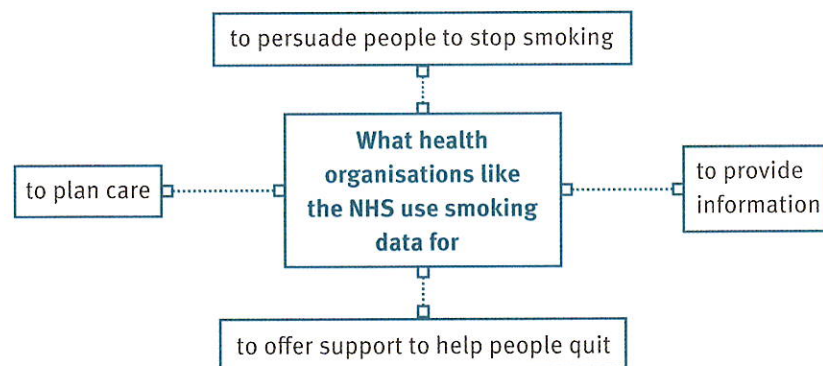 to persuade people to stop smoking
What health
organisations like
the NHS use smoking
data for
to plan care
to provide
information
to offer support to help people quit